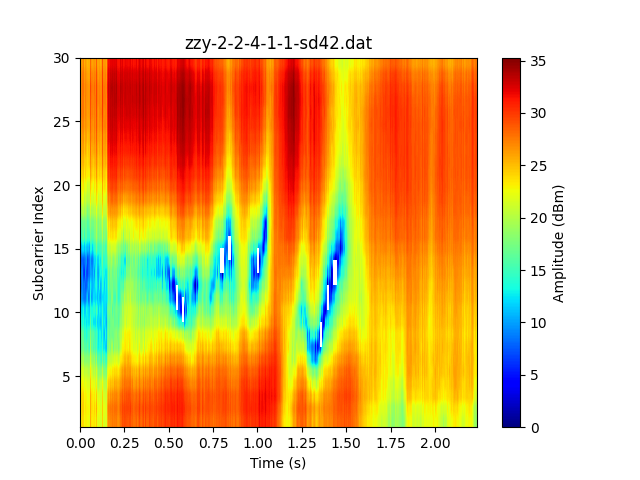 zzy-2-2-4-1-1-sd42.dat
30
25
20
15
10
5
Subcarrier Index
0.00 0.25 0.50 0.75 1.00 1.25 1.50 1.75 2.00
Time (s)
35
30
25
20
15
10
5
0
Amplitude (dBm)